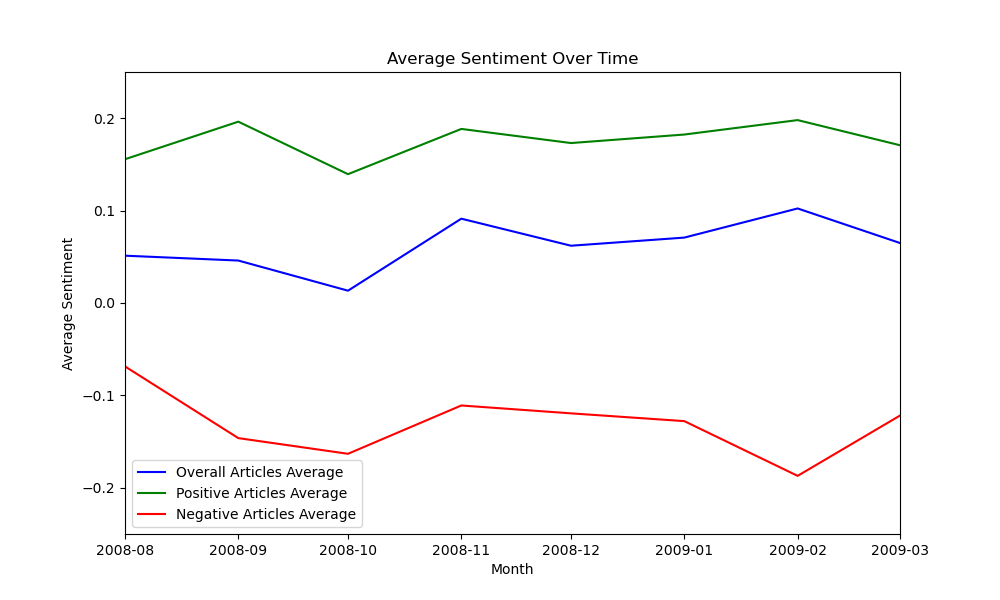 Average Sentiment Over Time
Average Sentiment
0.2
0.1
0.0
−0.1
−0.2
Overall Articles Average
Positive Articles Average
Negative Articles Average
2008-08 2008-09 2008-10 2008-11 2008-12 2009-01 2009-02 2009-03
Month